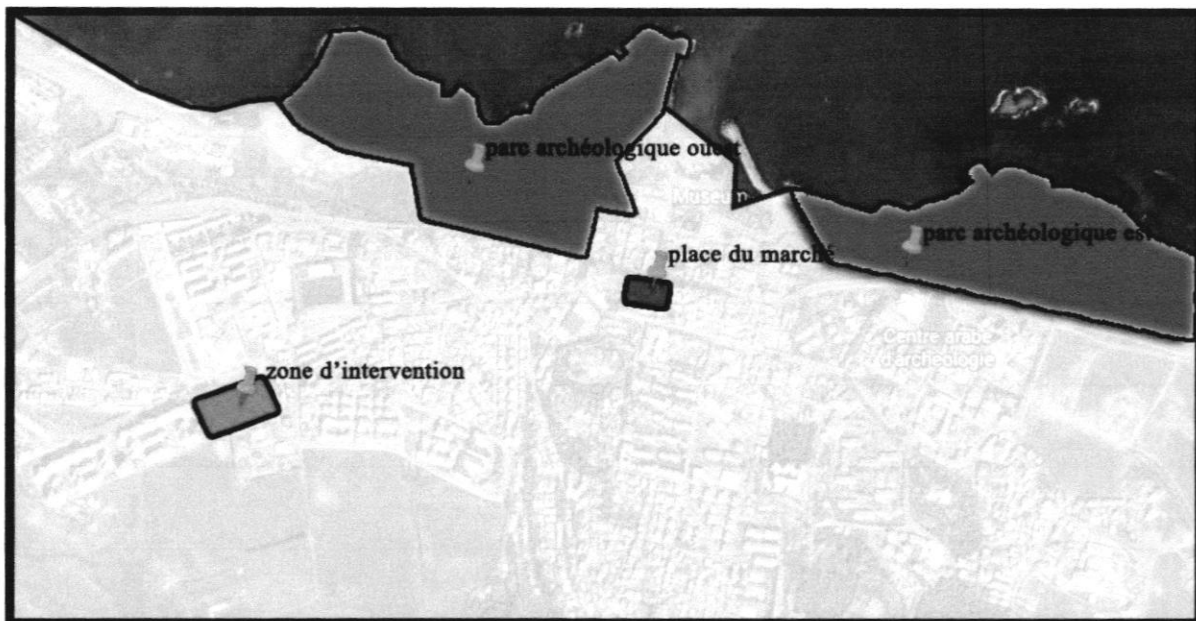 parc archéologique ouest
Museum
parc archéologique est
place du marché
Centre arabe
d'archéologie
zone d'intervention